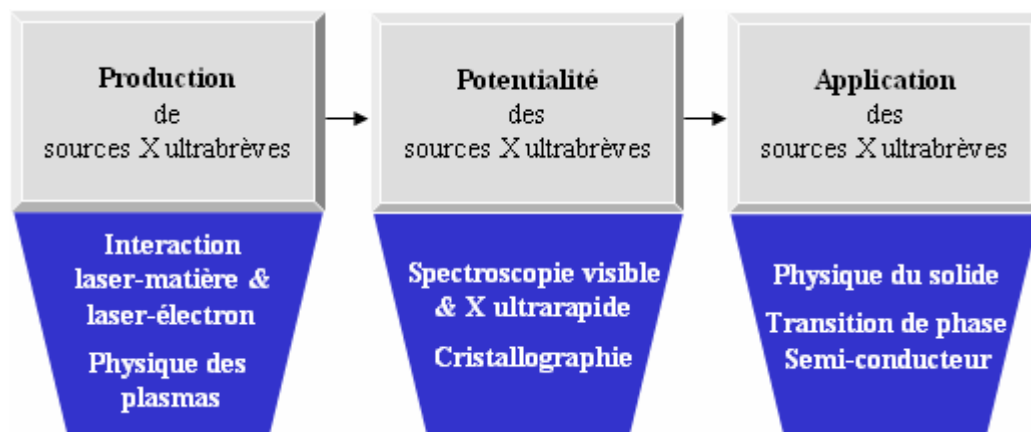 Production
de
sources X ultrabrèves
Interaction
laser-matière &
laser-électron
Physique des
plasmas
Potentialité
des
sources X ultrabrèves
Spectroscopie visible
& X ultrarapide
Cristallographie
Application
des
sources X ultrabrèves
Physique du solide
Transition de phase
Semi-conducteur